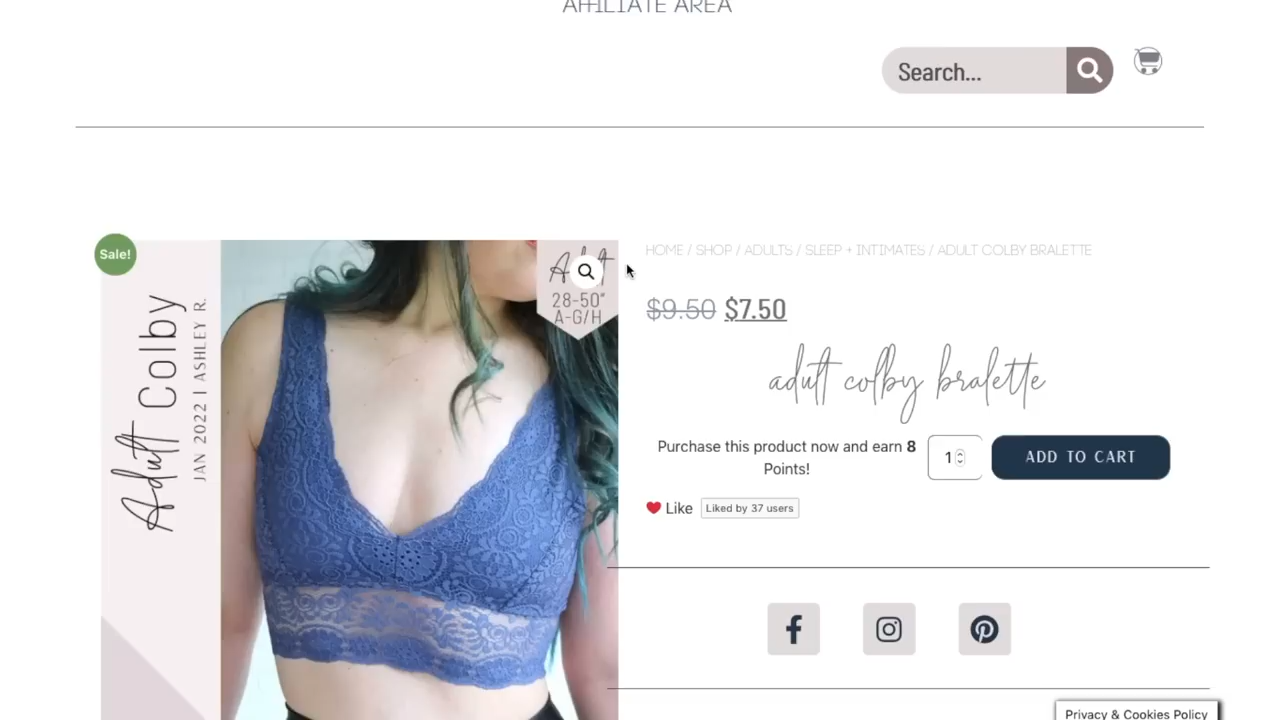 AFFILIATE AREA
Search...
Sale!
Adult Colby
JAN 2022 | ASHLEY R.
Adult
28-50"
A-G/H
HOME / SHOP / ADULTS / SLEEP + INTIMATES / ADULT COLBY BRALETTE
$9.50 $7.50
adult colby bralette
Purchase this product now and earn 8
Points!
1
ADD TO CART
Like
Liked by 37 users
Privacy & Cookies Policy